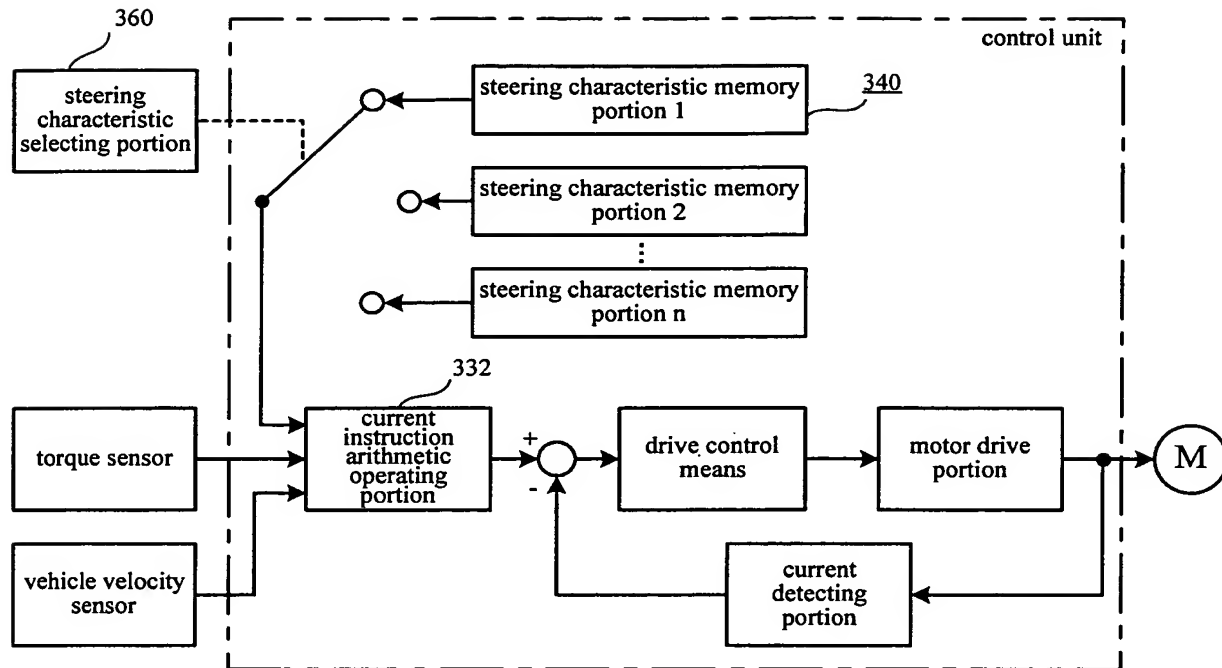 360
control unit
steering
characteristic
selecting portion
steering characteristic memory
portion 1
340
steering characteristic memory
portion 2
steering characteristic memory
portion n
332
torque sensor
current
instruction
arithmetic
operating
portion
+
-
drive control
means
motor drive
portion
M
vehicle velocity
sensor
current
detecting
portion